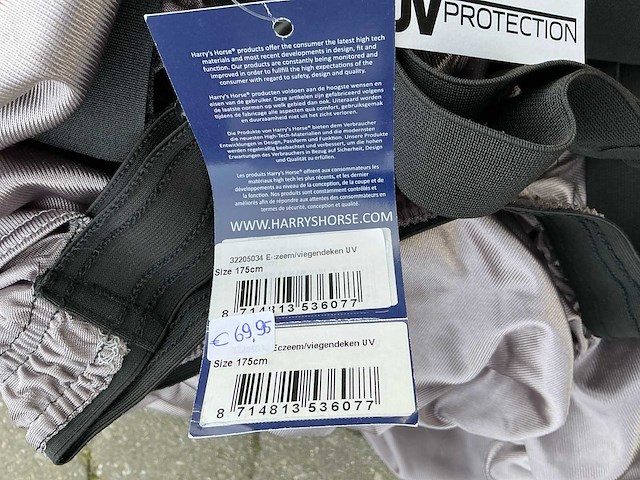 UV PROTECTION
Harry's Horse® products offer the consumer the latest high tech
materials and most recent developments in design, fit and
function. Our products are constantly being monitored and
improved in order to fulfill the high expectations of the
consumer with regard to safety, design and quality.
Harry's Horse® producten voldoen aan de hoogste wensen en
eisen van de gebruiker. Deze artikelen zijn gefabriceerd volgens
de laatste normen op welk gebied dan ook. Uiteraard worden
tijdens de fabricage alle aspecten qua comfort, gebruiksgemak
en duurzaamheid niet uit het zicht verloren.
Die Produkte von Harry's Horse® bieten dem Verbraucher
die neuesten High-Tech-Materialien und die modernsten
Entwicklungen in Design, Passform und Funktion. Unsere Produkte
werden regelmäßig beobachtet und verbessert, um die hohen
Erwartungen des Verbrauchers in Bezug auf Sicherheit, Design
und Qualität zu erfüllen.
Les produits Harry's Horse® offrent aux consommateurs les
matériaux high tech les plus récents, et les dernier
développements au niveau de la conception, de la coupe et de
la fonction. Nos produits sont constamment contrôlés et
améliorés afin de répondre aux attentes des consommateurs en
termes de sécurité, conception et qualité.
WWW.HARRYSHORSE.COM
32205034 Eczeem/viegendeken UV
Size 175cm
8 714813 536077
€ 69,95
Eczeem/viegendeken UV
Size 175cm
8 714813 536077